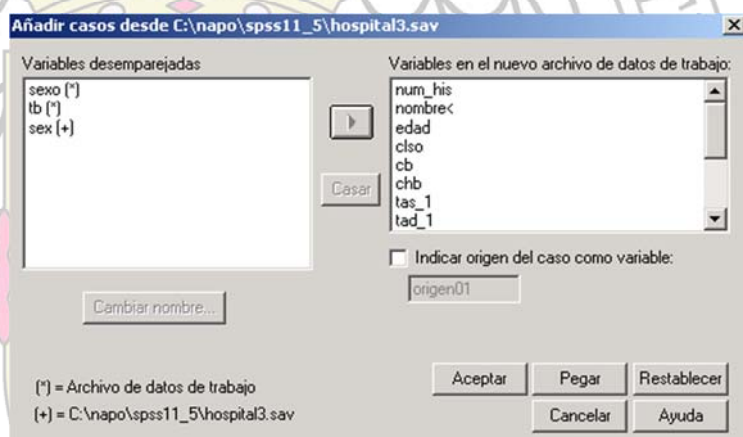 Añadir casos desde C:\napo\spss11_5\hospital3.sav
Variables desemparejadas
sexo (*)
tb (*)
sex (+)
Casar
Cambiar nombre...
Variables en el nuevo archivo de datos de trabajo:
num_his
nombre<
edad
clso
cb
chb
tas_1
tad_1
Indicar origen del caso como variable:
origen01
(*) = Archivo de datos de trabajo
(+) = C:\napo\spss11_5\hospital3.sav
Aceptar
Pegar
Restablecer
Cancelar
Ayuda